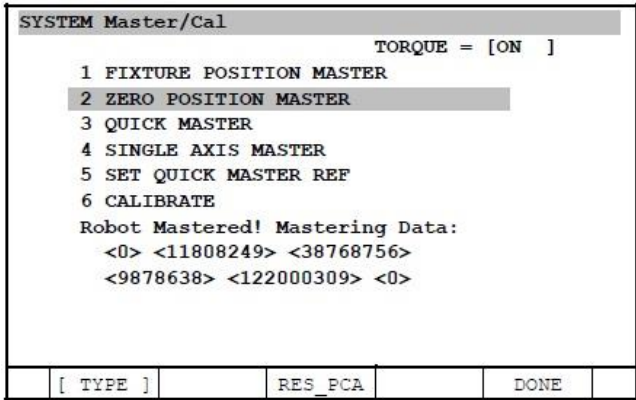 SYSTEM Master/Cal
TORQUE = [ON ]
1 FIXTURE POSITION MASTER
2 ZERO POSITION MASTER
3 QUICK MASTER
4 SINGLE AXIS MASTER
5 SET QUICK MASTER REF
6 CALIBRATE
Robot Mastered! Mastering Data:
<0> <11808249> <38768756>
<9878638> <122000309> <0>
[ TYPE ] RES_PCA DONE